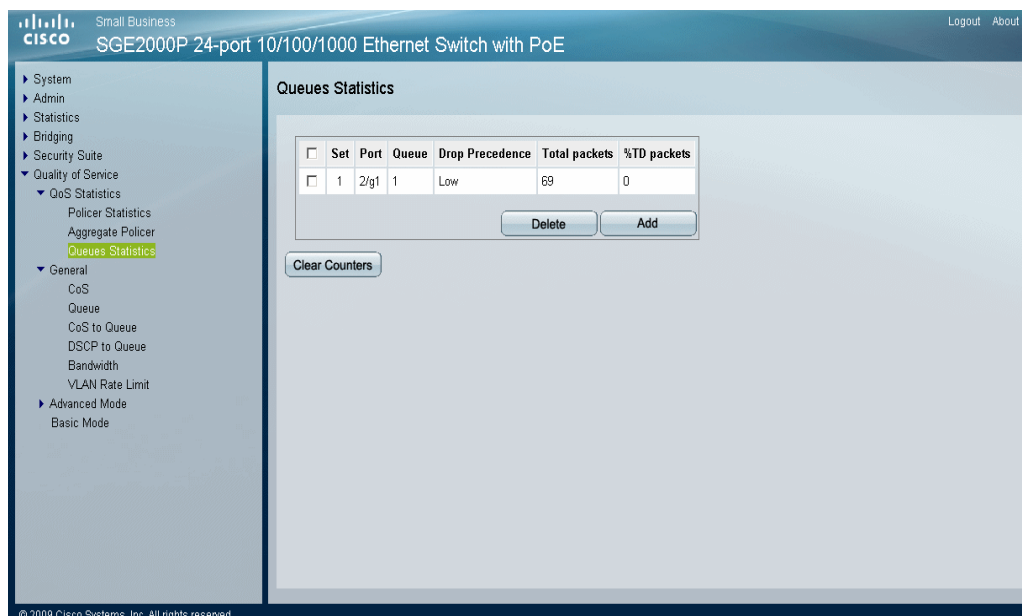 Small Business
Logout About
CISCO
SGE2000P 24-port 10/100/1000 Ethernet Switch with PoE
System
Admin
Statistics
Bridging
Security Suite
Quality of Service
QoS Statistics
Policer Statistics
Aggregate Policer
Queues Statistics
General
CoS
Queue
CoS to Queue
DSCP to Queue
Bandwidth
VLAN Rate Limit
Advanced Mode
Basic Mode
Queues Statistics
Set Port Queue Drop Precedence Total packets %TD packets
1 2/g1 1 Low 69 0
Delete Add
Clear Counters
© 2009 Cisco Systems, Inc. All rights reserved.